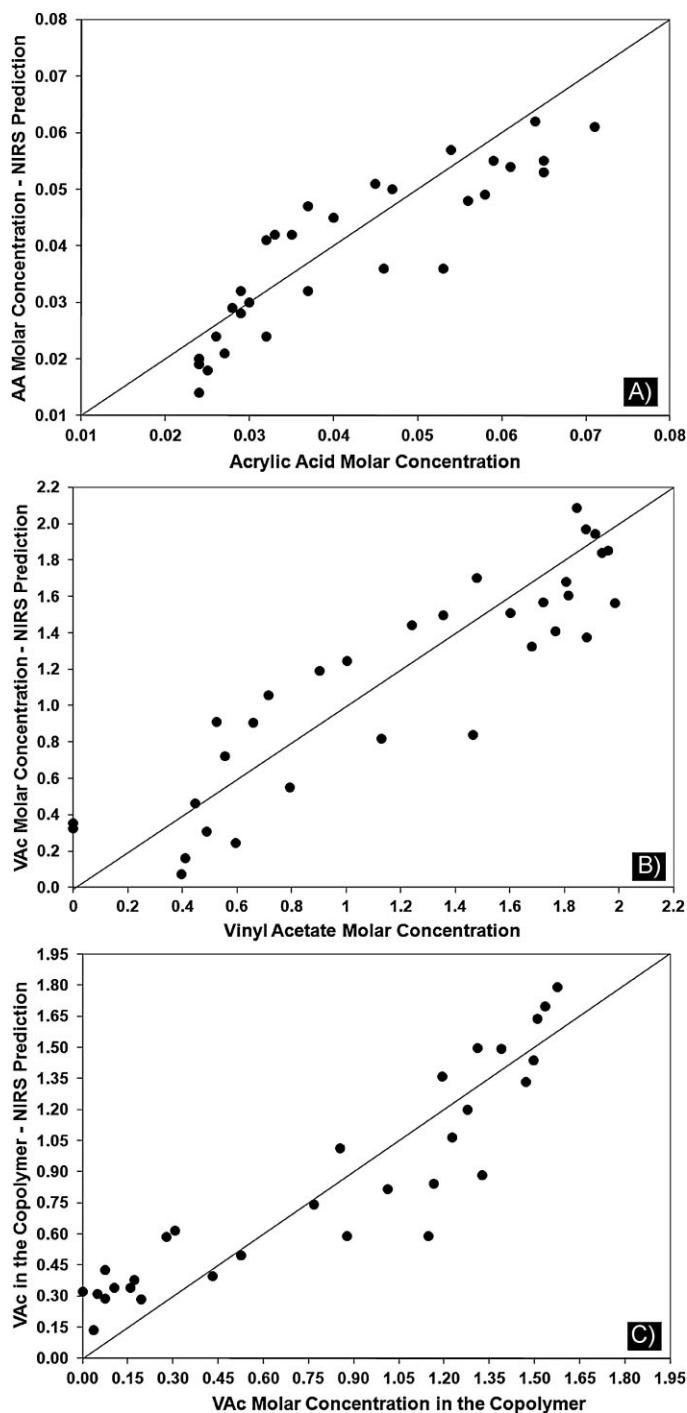 0.08
0.07
0.06
0.05
0.04
0.03
0.02
0.01
AA Molar Concentration - NIRS Prediction
A)
0.01 0.02 0.03 0.04 0.05 0.06 0.07 0.08
Acrylic Acid Molar Concentration
2.2
2.0
1.8
1.6
1.4
1.2
1.0
0.8
0.6
0.4
0.2
0.0
VAc Molar Concentration - NIRS Prediction
B)
0 0.2 0.4 0.6 0.8 1 1.2 1.4 1.6 1.8 2 2.2
Vinyl Acetate Molar Concentration
1.95
1.80
1.65
1.50
1.35
1.20
1.05
0.90
0.75
0.60
0.45
0.30
0.15
0.00
VAc in the Copolymer - NIRS Prediction
C)
0.00 0.15 0.30 0.45 0.60 0.75 0.90 1.05 1.20 1.35 1.50 1.65 1.80 1.95
VAc Molar Concentration in the Copolymer